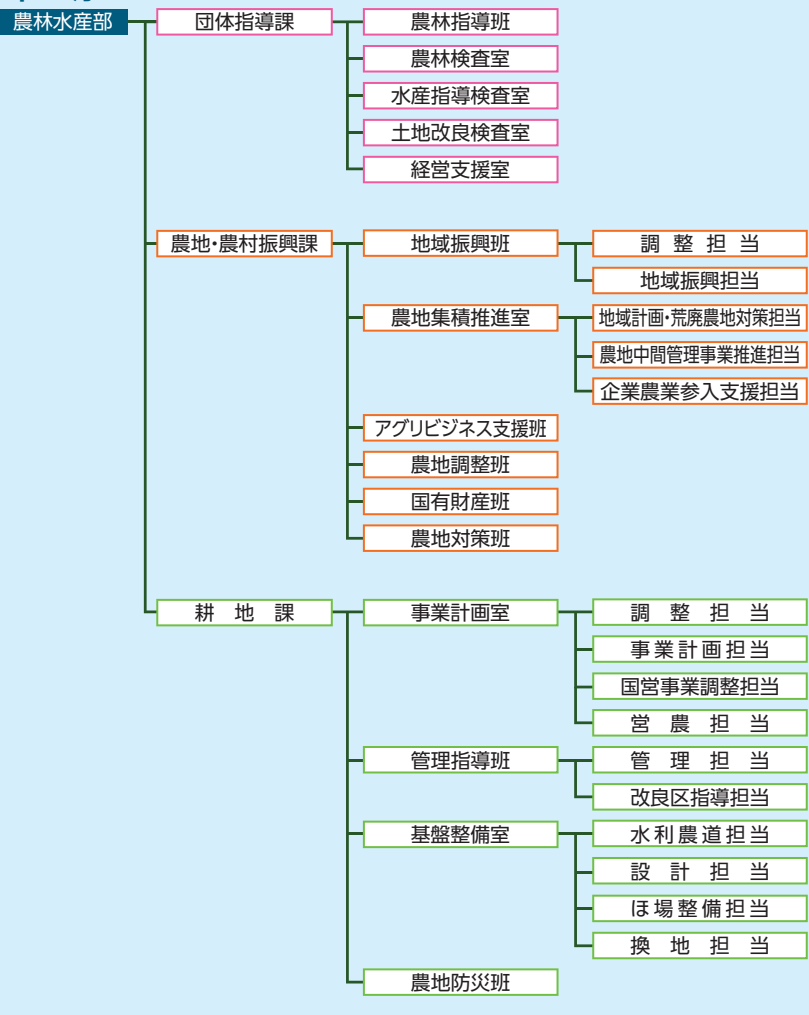 農林水産部
団体指導課
農林指導班
農林検査室
水産指導検査室
土地改良検査室
経営支援室
農地・農村振興課
地域振興班
調整担当
地域振興担当
農地集積推進室
地域計画・荒廃農地対策担当
農地中間管理事業推進担当
企業農業参入支援担当
アグリビジネス支援班
農地調整班
国有財産班
農地対策班
耕地課
事業計画室
調整担当
事業計画担当
国営事業調整担当
営農担当
管理指導班
管理担当
改良区指導担当
基盤整備室
水利農道担当
設計担当
ほ場整備担当
換地担当
農地防災班